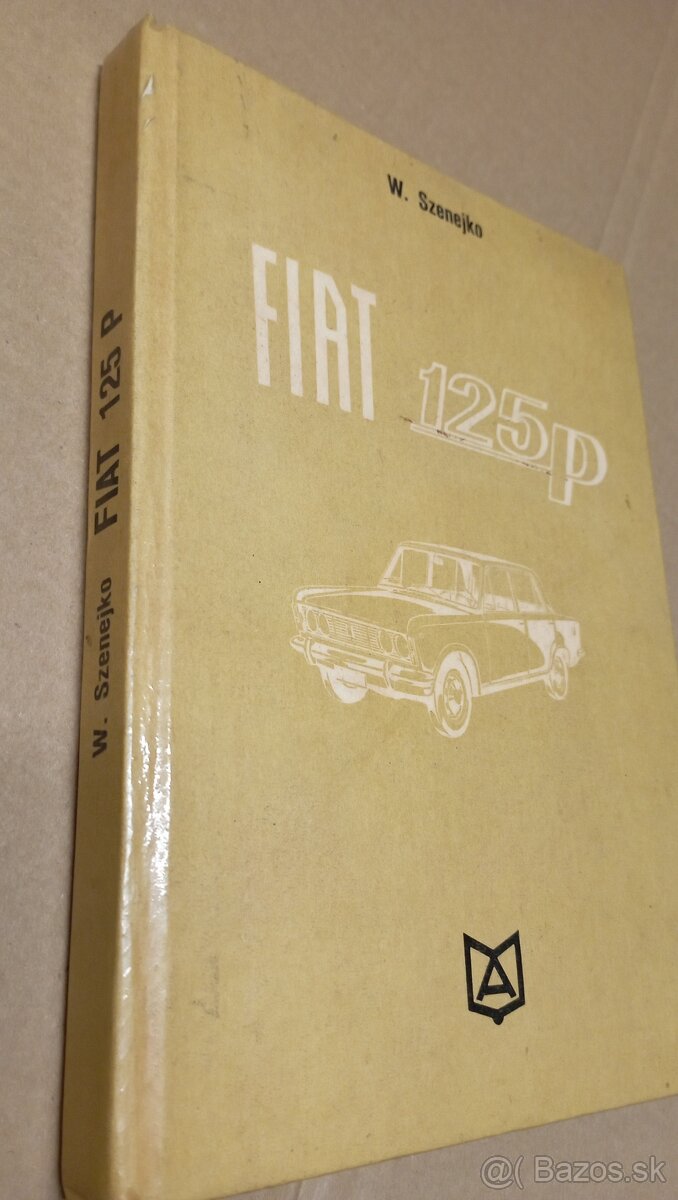 W. Szenejko
FIAT 125p
W. Szenejko FIAT 125 P
A
@( Bazos.sk